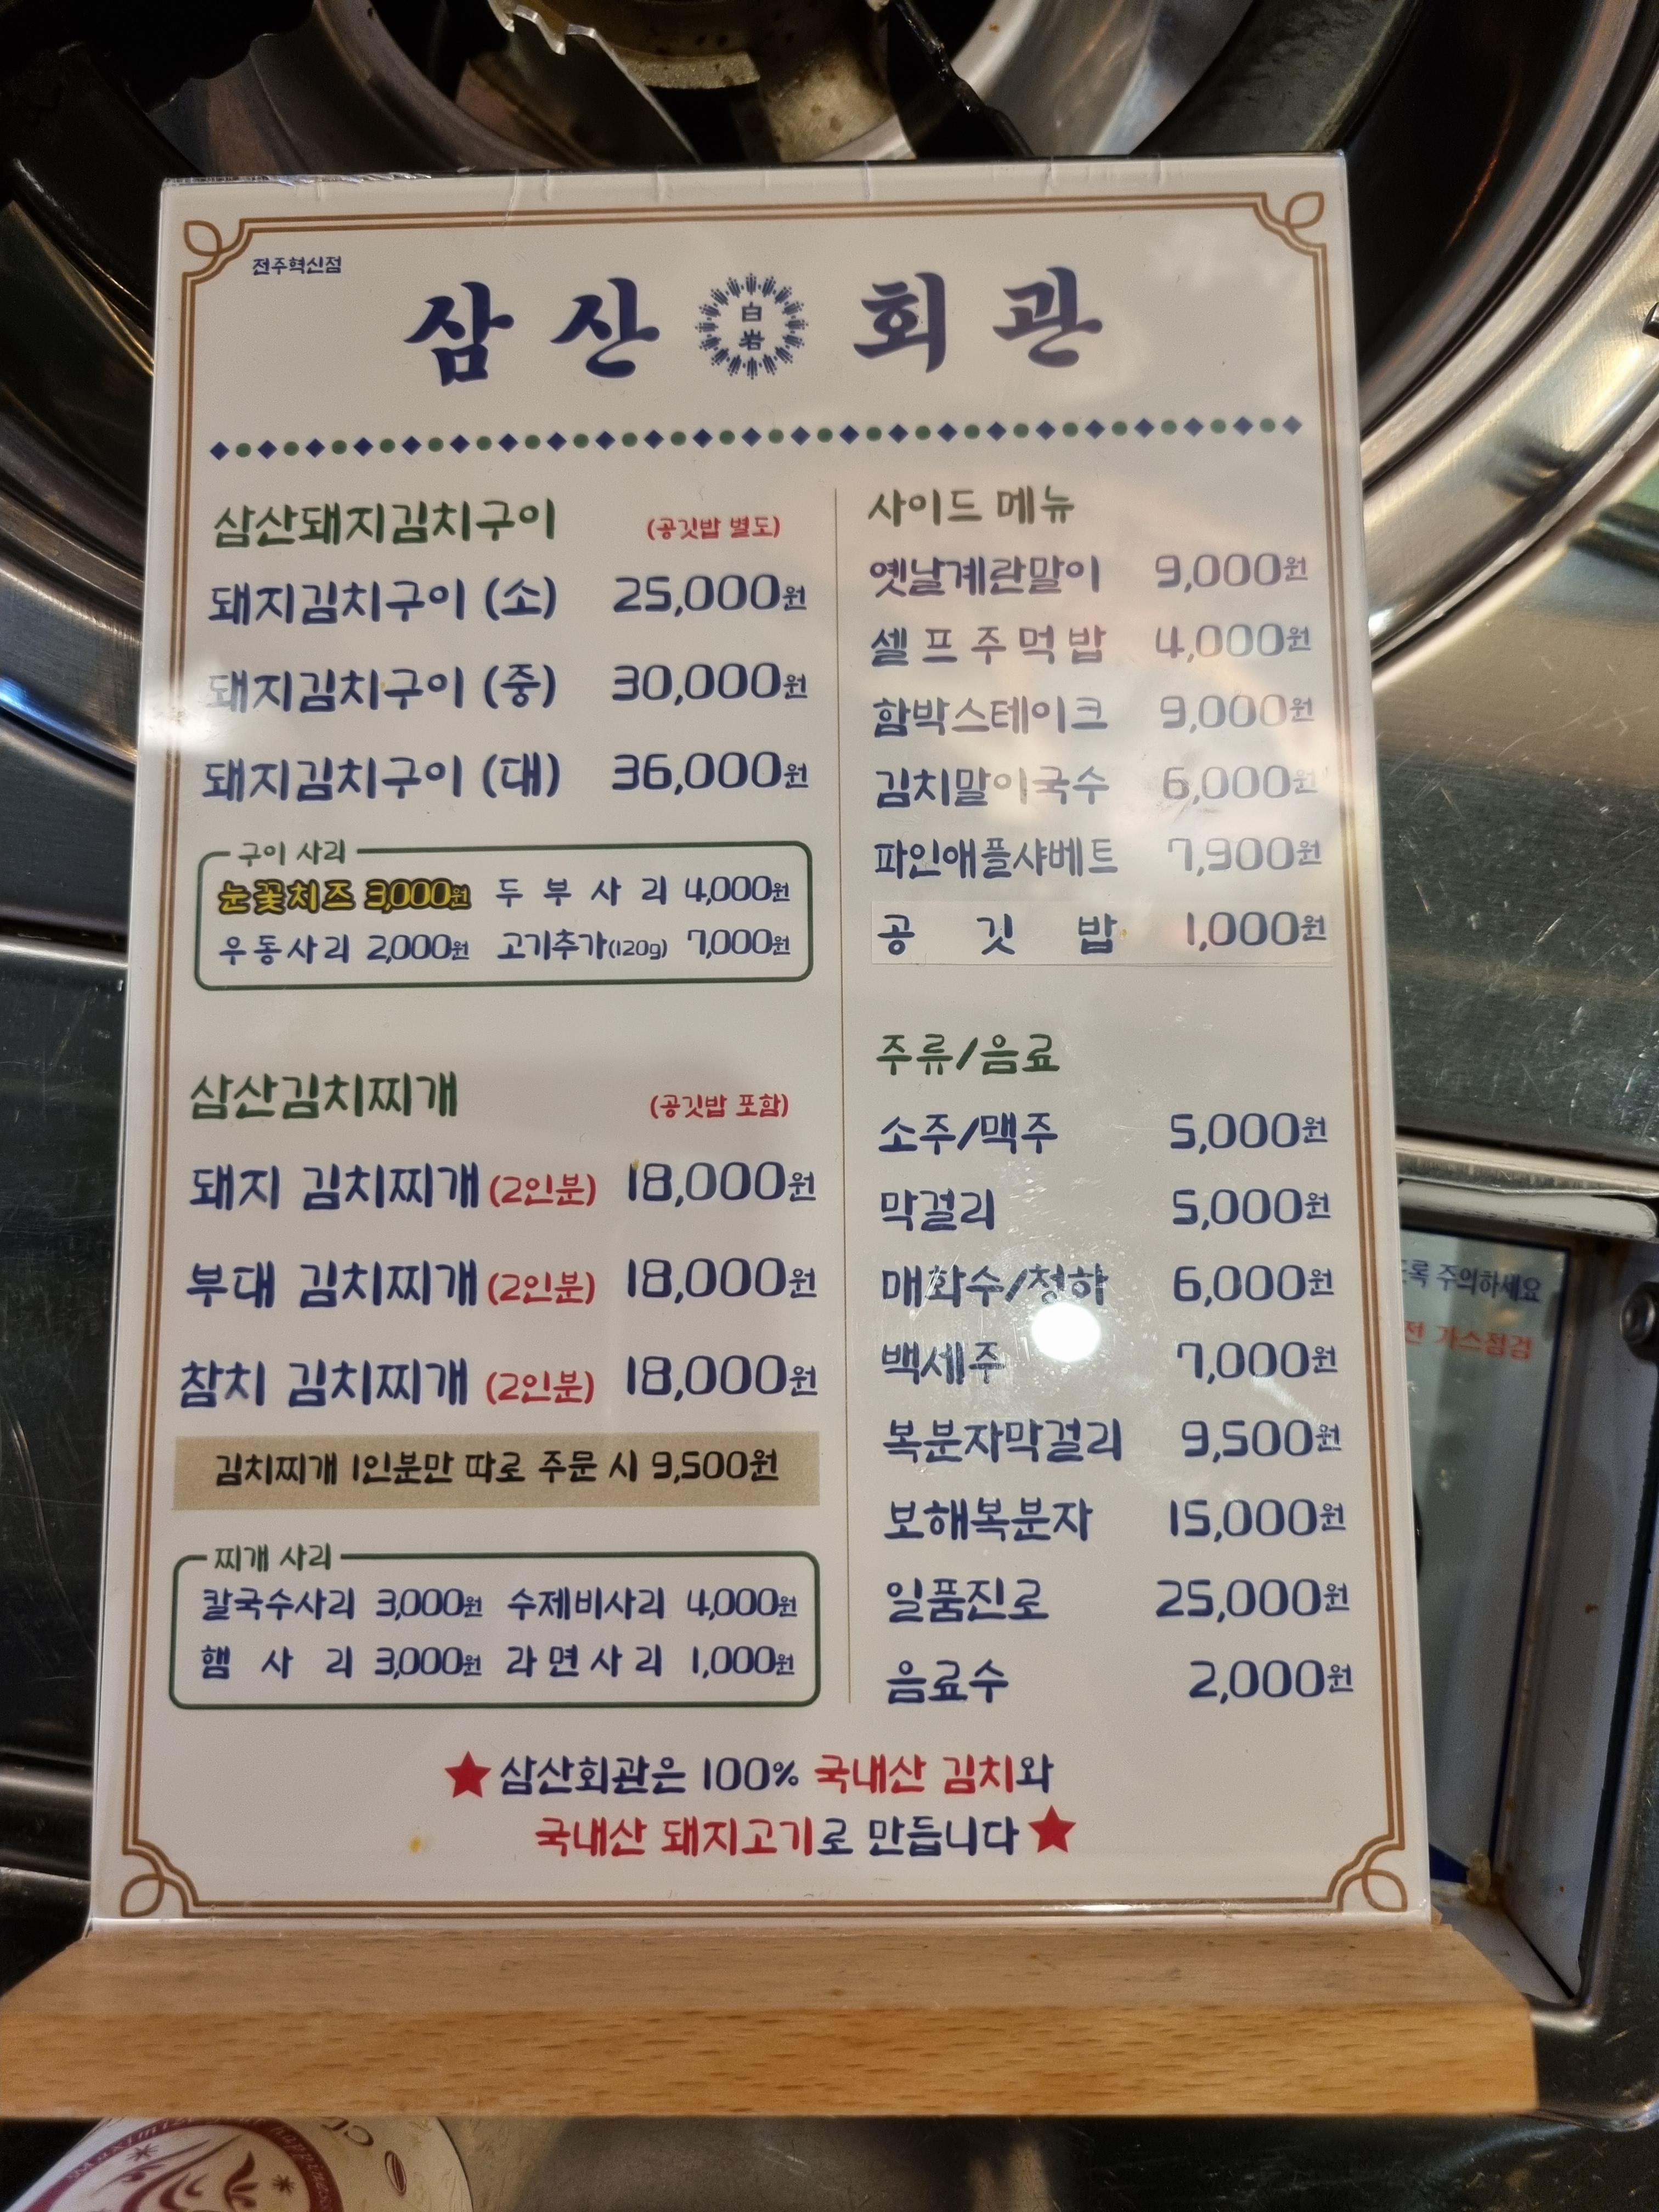 전주혁신점
삼산 白岩 회관
삼산돼지김치구이 (공깃밥 별도)
돼지김치구이 (소) 25,000원
돼지김치구이 (중) 30,000원
돼지김치구이 (대) 36,000원
구이 사리
눈꽃치즈 3,000원 두부사리 4,000원
우동사리 2,000원 고기추가(120g) 7,000원
삼산김치찌개 (공깃밥 포함)
돼지 김치찌개 (2인분) 18,000원
부대 김치찌개 (2인분) 18,000원
참치 김치찌개 (2인분) 18,000원
김치찌개 1인분만 따로 주문 시 9,500원
찌개 사리
칼국수사리 3,000원 수제비사리 4,000원
햄사리 3,000원 라면사리 1,000원
사이드 메뉴
옛날계란말이 9,000원
셀프주먹밥 4,000원
함박스테이크 9,000원
김치말이국수 6,000원
파인애플샤베트 7,900원
공깃밥 1,000원
주류/음료
소주/맥주 5,000원
막걸리 5,000원
매화수/청하 6,000원
백세주 7,000원
복분자막걸리 9,500원
보해복분자 15,000원
일품진로 25,000원
음료수 2,000원
★삼산회관은 100% 국내산 김치와
국내산 돼지고기로 만듭니다★
주의하세요
전 가스점검